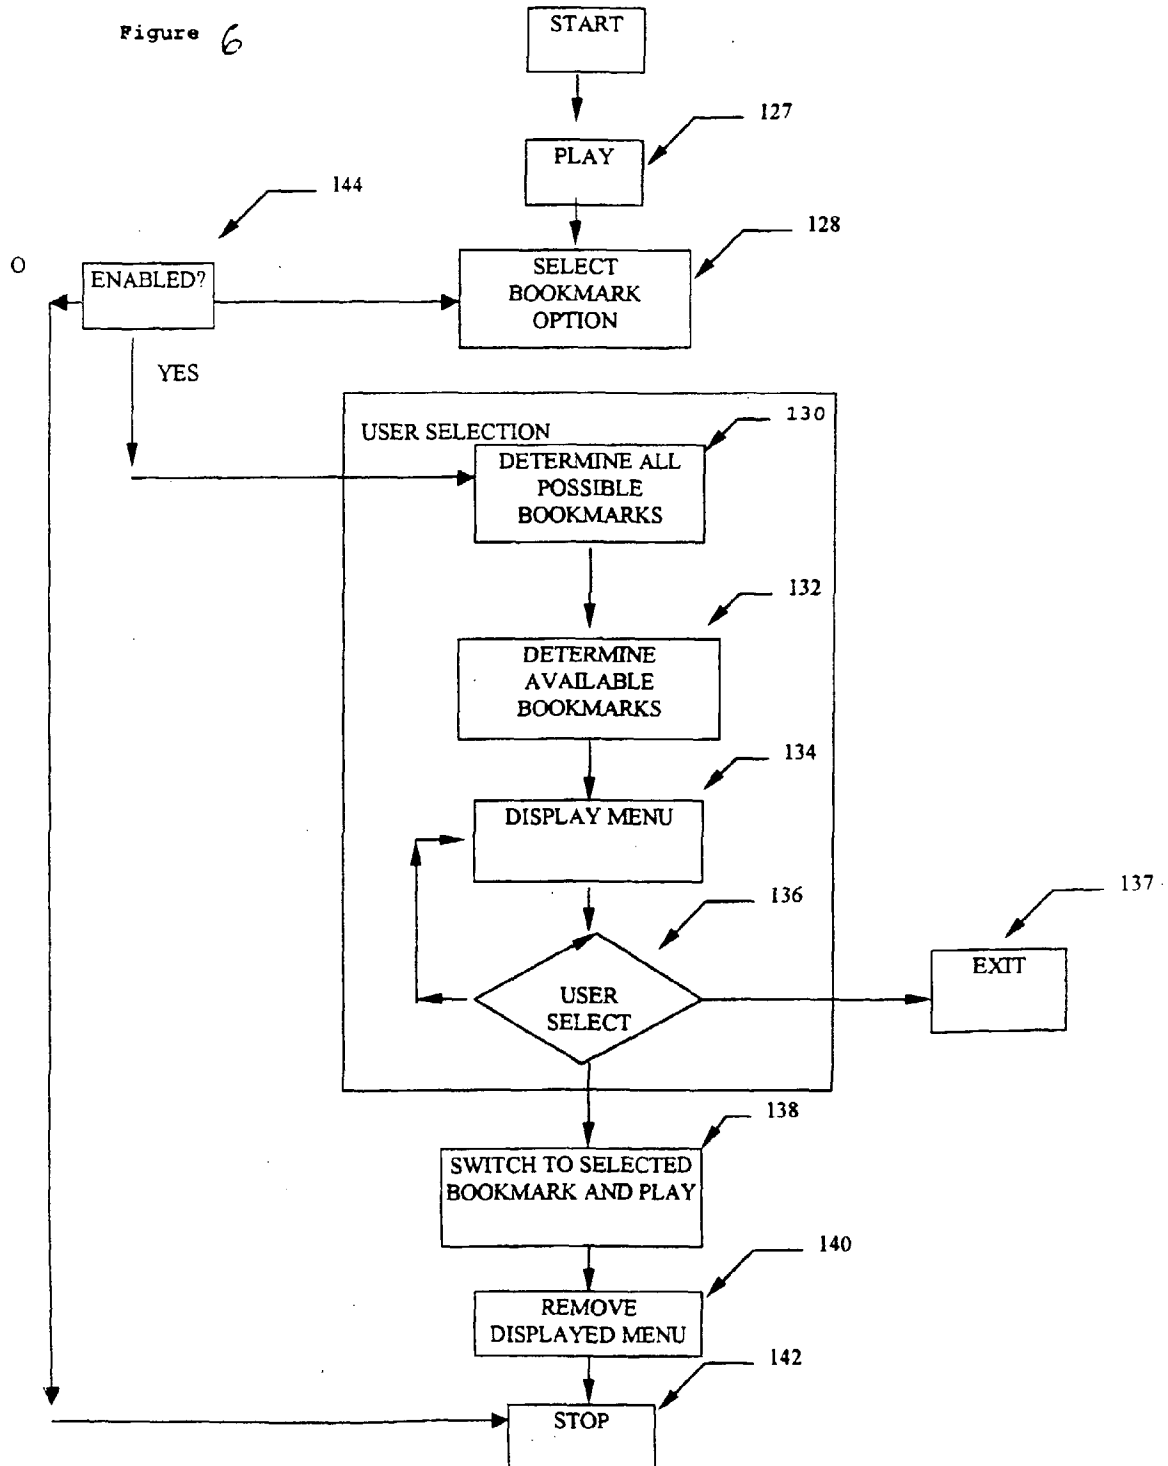 Figure 6
START
127
PLAY
144
128
O
ENABLED?
SELECT
BOOKMARK
OPTION
YES
130
USER SELECTION
DETERMINE ALL
POSSIBLE
BOOKMARKS
132
DETERMINE
AVAILABLE
BOOKMARKS
134
DISPLAY MENU
136
137
EXIT
USER
SELECT
138
SWITCH TO SELECTED
BOOKMARK AND PLAY
140
REMOVE
DISPLAYED MENU
142
STOP